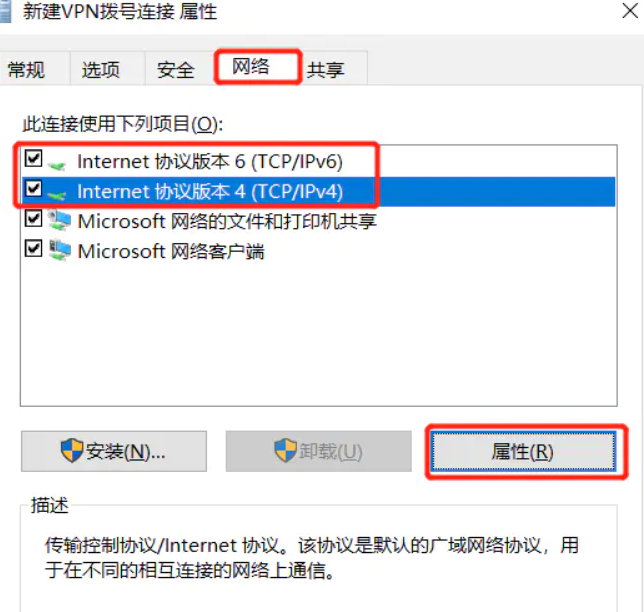 新建VPN拨号连接 属性
常规 选项 安全 网络 共享
此连接使用下列项目(O):
Internet 协议版本 6 (TCP/IPv6)
Internet 协议版本 4 (TCP/IPv4)
Microsoft 网络的文件和打印机共享
Microsoft 网络客户端
安装(N)... 卸载(U) 属性(R)
描述
传输控制协议/Internet 协议。该协议是默认的广域网络协议，用
于在不同的相互连接的网络上通信。